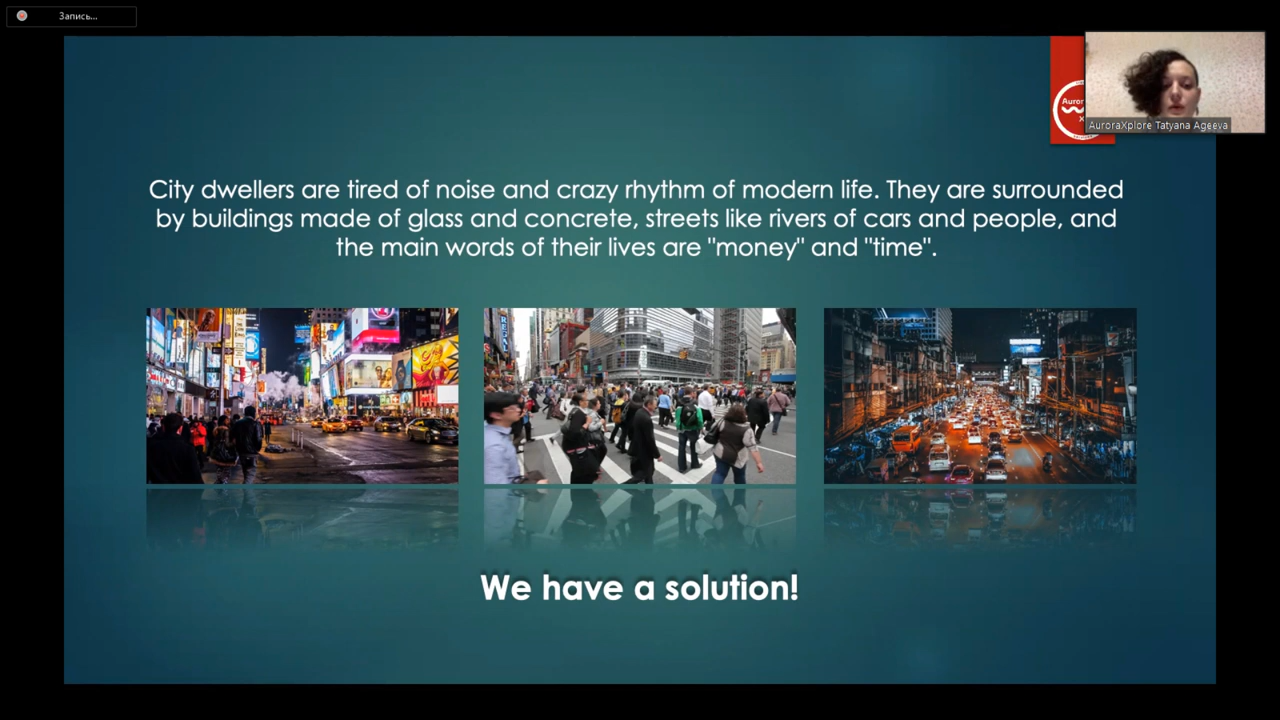 Запись...
Auror
X
AuroraXplore Tatyana Ageeva
City dwellers are tired of noise and crazy rhythm of modern life. They are surrounded
by buildings made of glass and concrete, streets like rivers of cars and people, and
the main words of their lives are "money" and "time".
We have a solution!